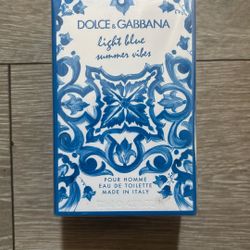 DOLCE & GABBANA
light blue
summer vibes
POUR HOMME
EAU DE TOILETTE
MADE IN ITALY